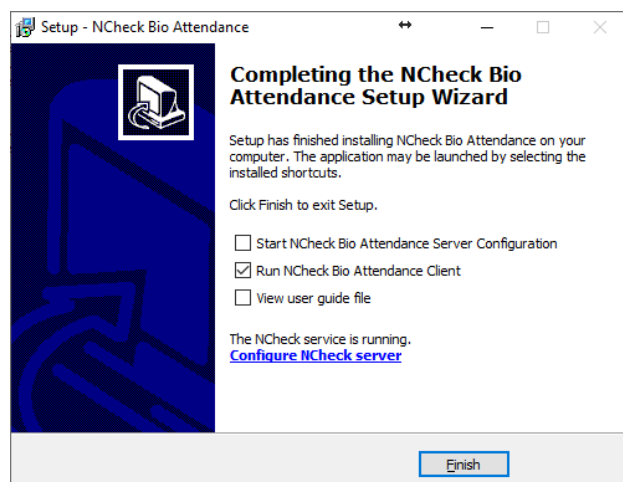 Setup - NCheck Bio Attendance
Completing the NCheck Bio
Attendance Setup Wizard
Setup has finished installing NCheck Bio Attendance on your
computer. The application may be launched by selecting the
installed shortcuts.
Click Finish to exit Setup.
Start NCheck Bio Attendance Server Configuration
Run NCheck Bio Attendance Client
View user guide file
The NCheck service is running.
Configure NCheck server
Finish